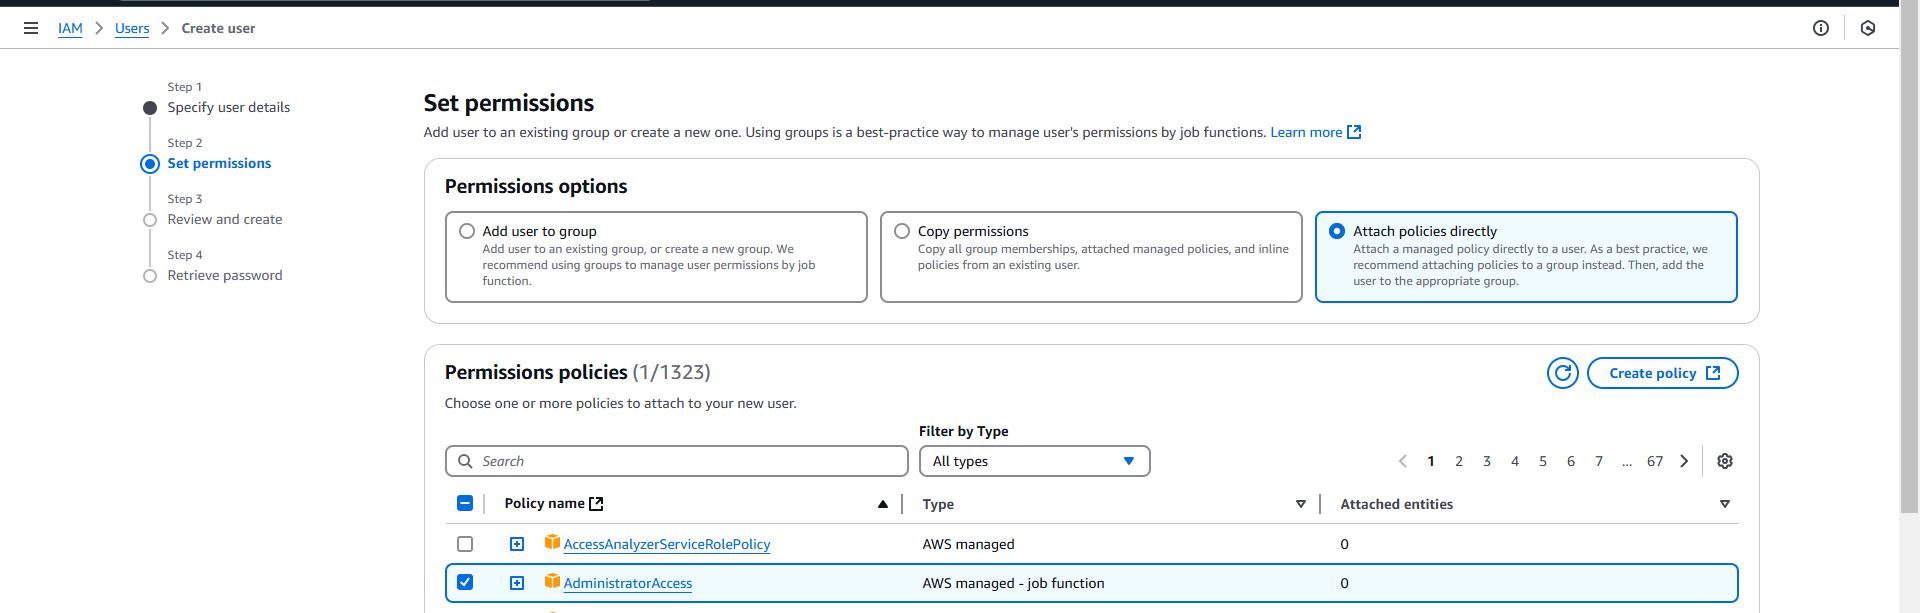 IAM > Users > Create user
Step 1
Specify user details
Step 2
Set permissions
Step 3
Review and create
Step 4
Retrieve password
Set permissions
Add user to an existing group or create a new one. Using groups is a best-practice way to manage user's permissions by job functions. Learn more
Permissions options
Add user to group
Add user to an existing group, or create a new group. We
recommend using groups to manage user permissions by job
function.
Copy permissions
Copy all group memberships, attached managed policies, and inline
policies from an existing user.
Attach policies directly
Attach a managed policy directly to a user. As a best practice, we
recommend attaching policies to a group instead. Then, add the
user to the appropriate group.
Permissions policies (1/1323)
Create policy
Choose one or more policies to attach to your new user.
Filter by Type
Search
All types
1 2 3 4 5 6 7 ... 67
Policy name Type Attached entities
AccessAnalyzerServiceRolePolicy AWS managed 0
AdministratorAccess AWS managed - job function 0